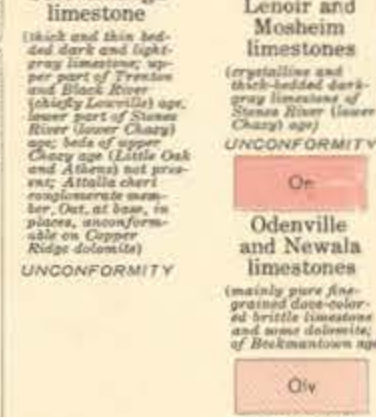 limestone
(thick and thin bed-
ded dark and light-
gray limestone; up-
per part of Trenton
and Black River
(chiefly Lowville) age,
lower part of Stones
River (lower Chazy)
age; beds of upper
Chazy age (Little Oak
and Athens) not pres-
ent; Attalla chert
conglomerate mem-
ber, Oat, at base, in
places, unconform-
able on Copper
Ridge dolomite)
UNCONFORMITY
Lenoir and
Mosheim
limestones
(crystalline and
thick-bedded dark-
gray limestone of
Stones River (lower
Chazy) age)
UNCONFORMITY
On
Odenville
and Newala
limestones
(mainly pure fine-
grained dove-color-
ed brittle limestone
and some dolomite;
of Beekmantown age
Olv